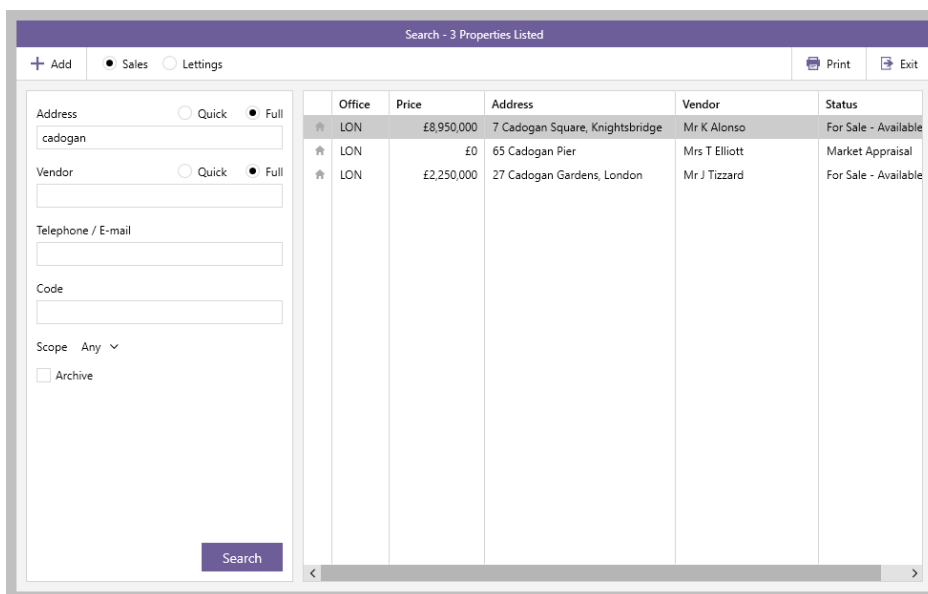 Search - 3 Properties Listed
Add Sales Lettings Print Exit
Address Quick Full
cadogan
Vendor Quick Full
Telephone / E-mail
Code
Scope Any
Archive
Search
Office Price Address Vendor Status
LON £8,950,000 7 Cadogan Square, Knightsbridge Mr K Alonso For Sale - Available
LON £0 65 Cadogan Pier Mrs T Elliott Market Appraisal
LON £2,250,000 27 Cadogan Gardens, London Mr J Tizzard For Sale - Available